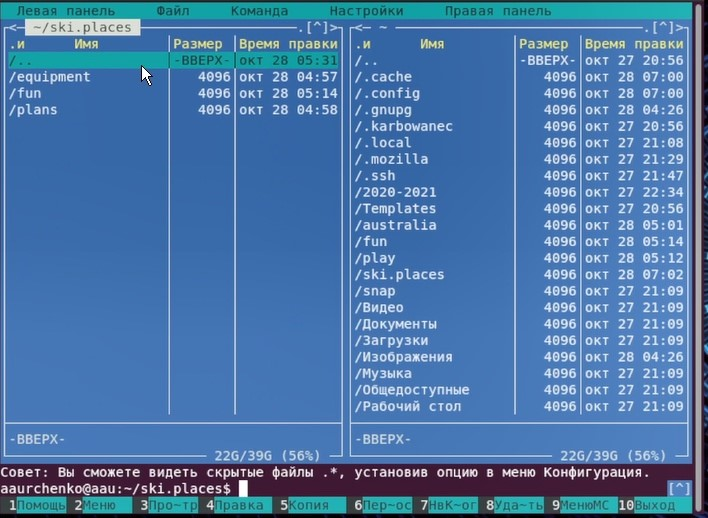 Левая панель Файл Команда Настройки Правая панель
<— ~/ski.places .[^]> <— ~ .[^]>
.и Имя Размер Время правки .и Имя Размер Время правки
/.. -ВВЕРХ- окт 28 05:31 /.. -ВВЕРХ- окт 27 20:56
/equipment 4096 окт 28 04:57 /.cache 4096 окт 28 07:00
/fun 4096 окт 28 05:14 /.config 4096 окт 28 07:00
/plans 4096 окт 28 04:58 /.gnupg 4096 окт 28 04:26
/.karbowanec 4096 окт 27 20:56
/.local 4096 окт 27 21:08
/.mozilla 4096 окт 27 21:29
/.ssh 4096 окт 27 21:47
/2020-2021 4096 окт 27 22:34
/Templates 4096 окт 27 20:56
/australia 4096 окт 28 05:01
/fun 4096 окт 28 05:14
/play 4096 окт 28 05:12
/ski.places 4096 окт 28 07:02
/snap 4096 окт 27 21:09
/Видео 4096 окт 27 21:09
/Документы 4096 окт 27 21:09
/Загрузки 4096 окт 27 21:09
/Изображения 4096 окт 28 04:26
/Музыка 4096 окт 27 21:09
/Общедоступные 4096 окт 27 21:09
/Рабочий стол 4096 окт 27 21:09
-ВВЕРХ- -ВВЕРХ-
22G/39G (56%) 22G/39G (56%)
Совет: Вы сможете видеть скрытые файлы .*, установив опцию в меню Конфигурация.
aaurchenko@aau:~/ski.places$ [^]
1Помощь 2Меню 3Про~тр 4Правка 5Копия 6Пер~ос 7НвК~ог 8Уда~ть 9МенюМС 10Выход